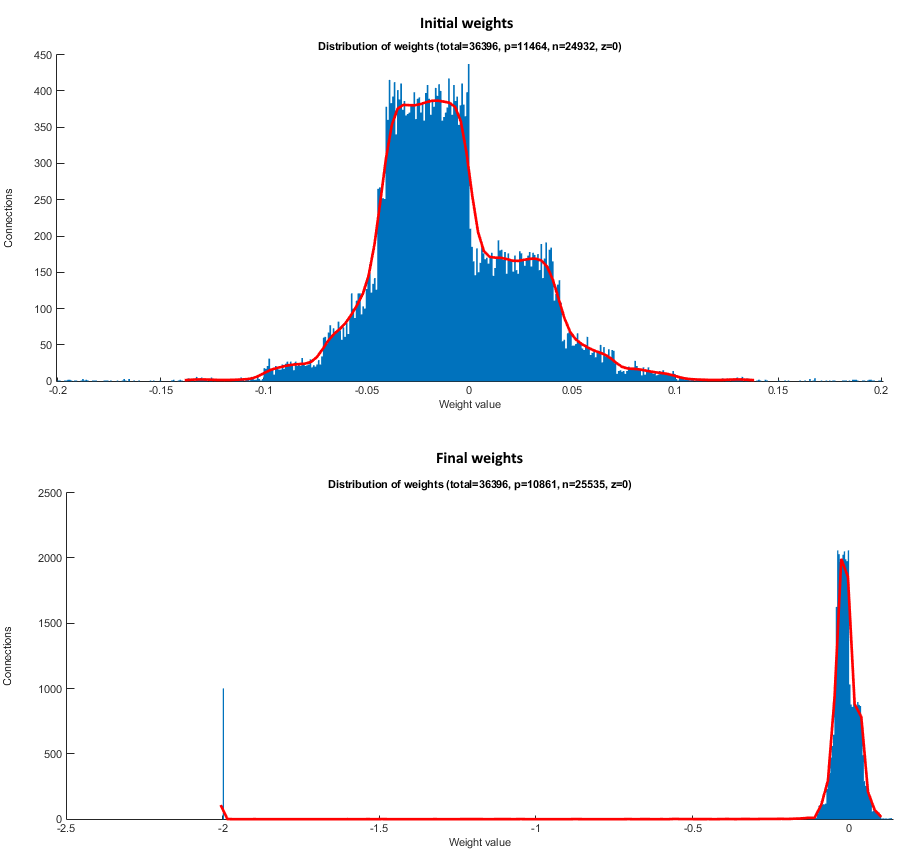 Initial weights
Distribution of weights (total=36396, p=11464, n=24932, z=0)
450
400
350
300
250
200
150
100
50
0
Connections
-0.2 -0.15 -0.1 -0.05 0 0.05 0.1 0.15 0.2
Weight value
Final weights
Distribution of weights (total=36396, p=10861, n=25535, z=0)
2500
2000
1500
1000
500
0
Connections
-2.5 -2 -1.5 -1 -0.5 0
Weight value